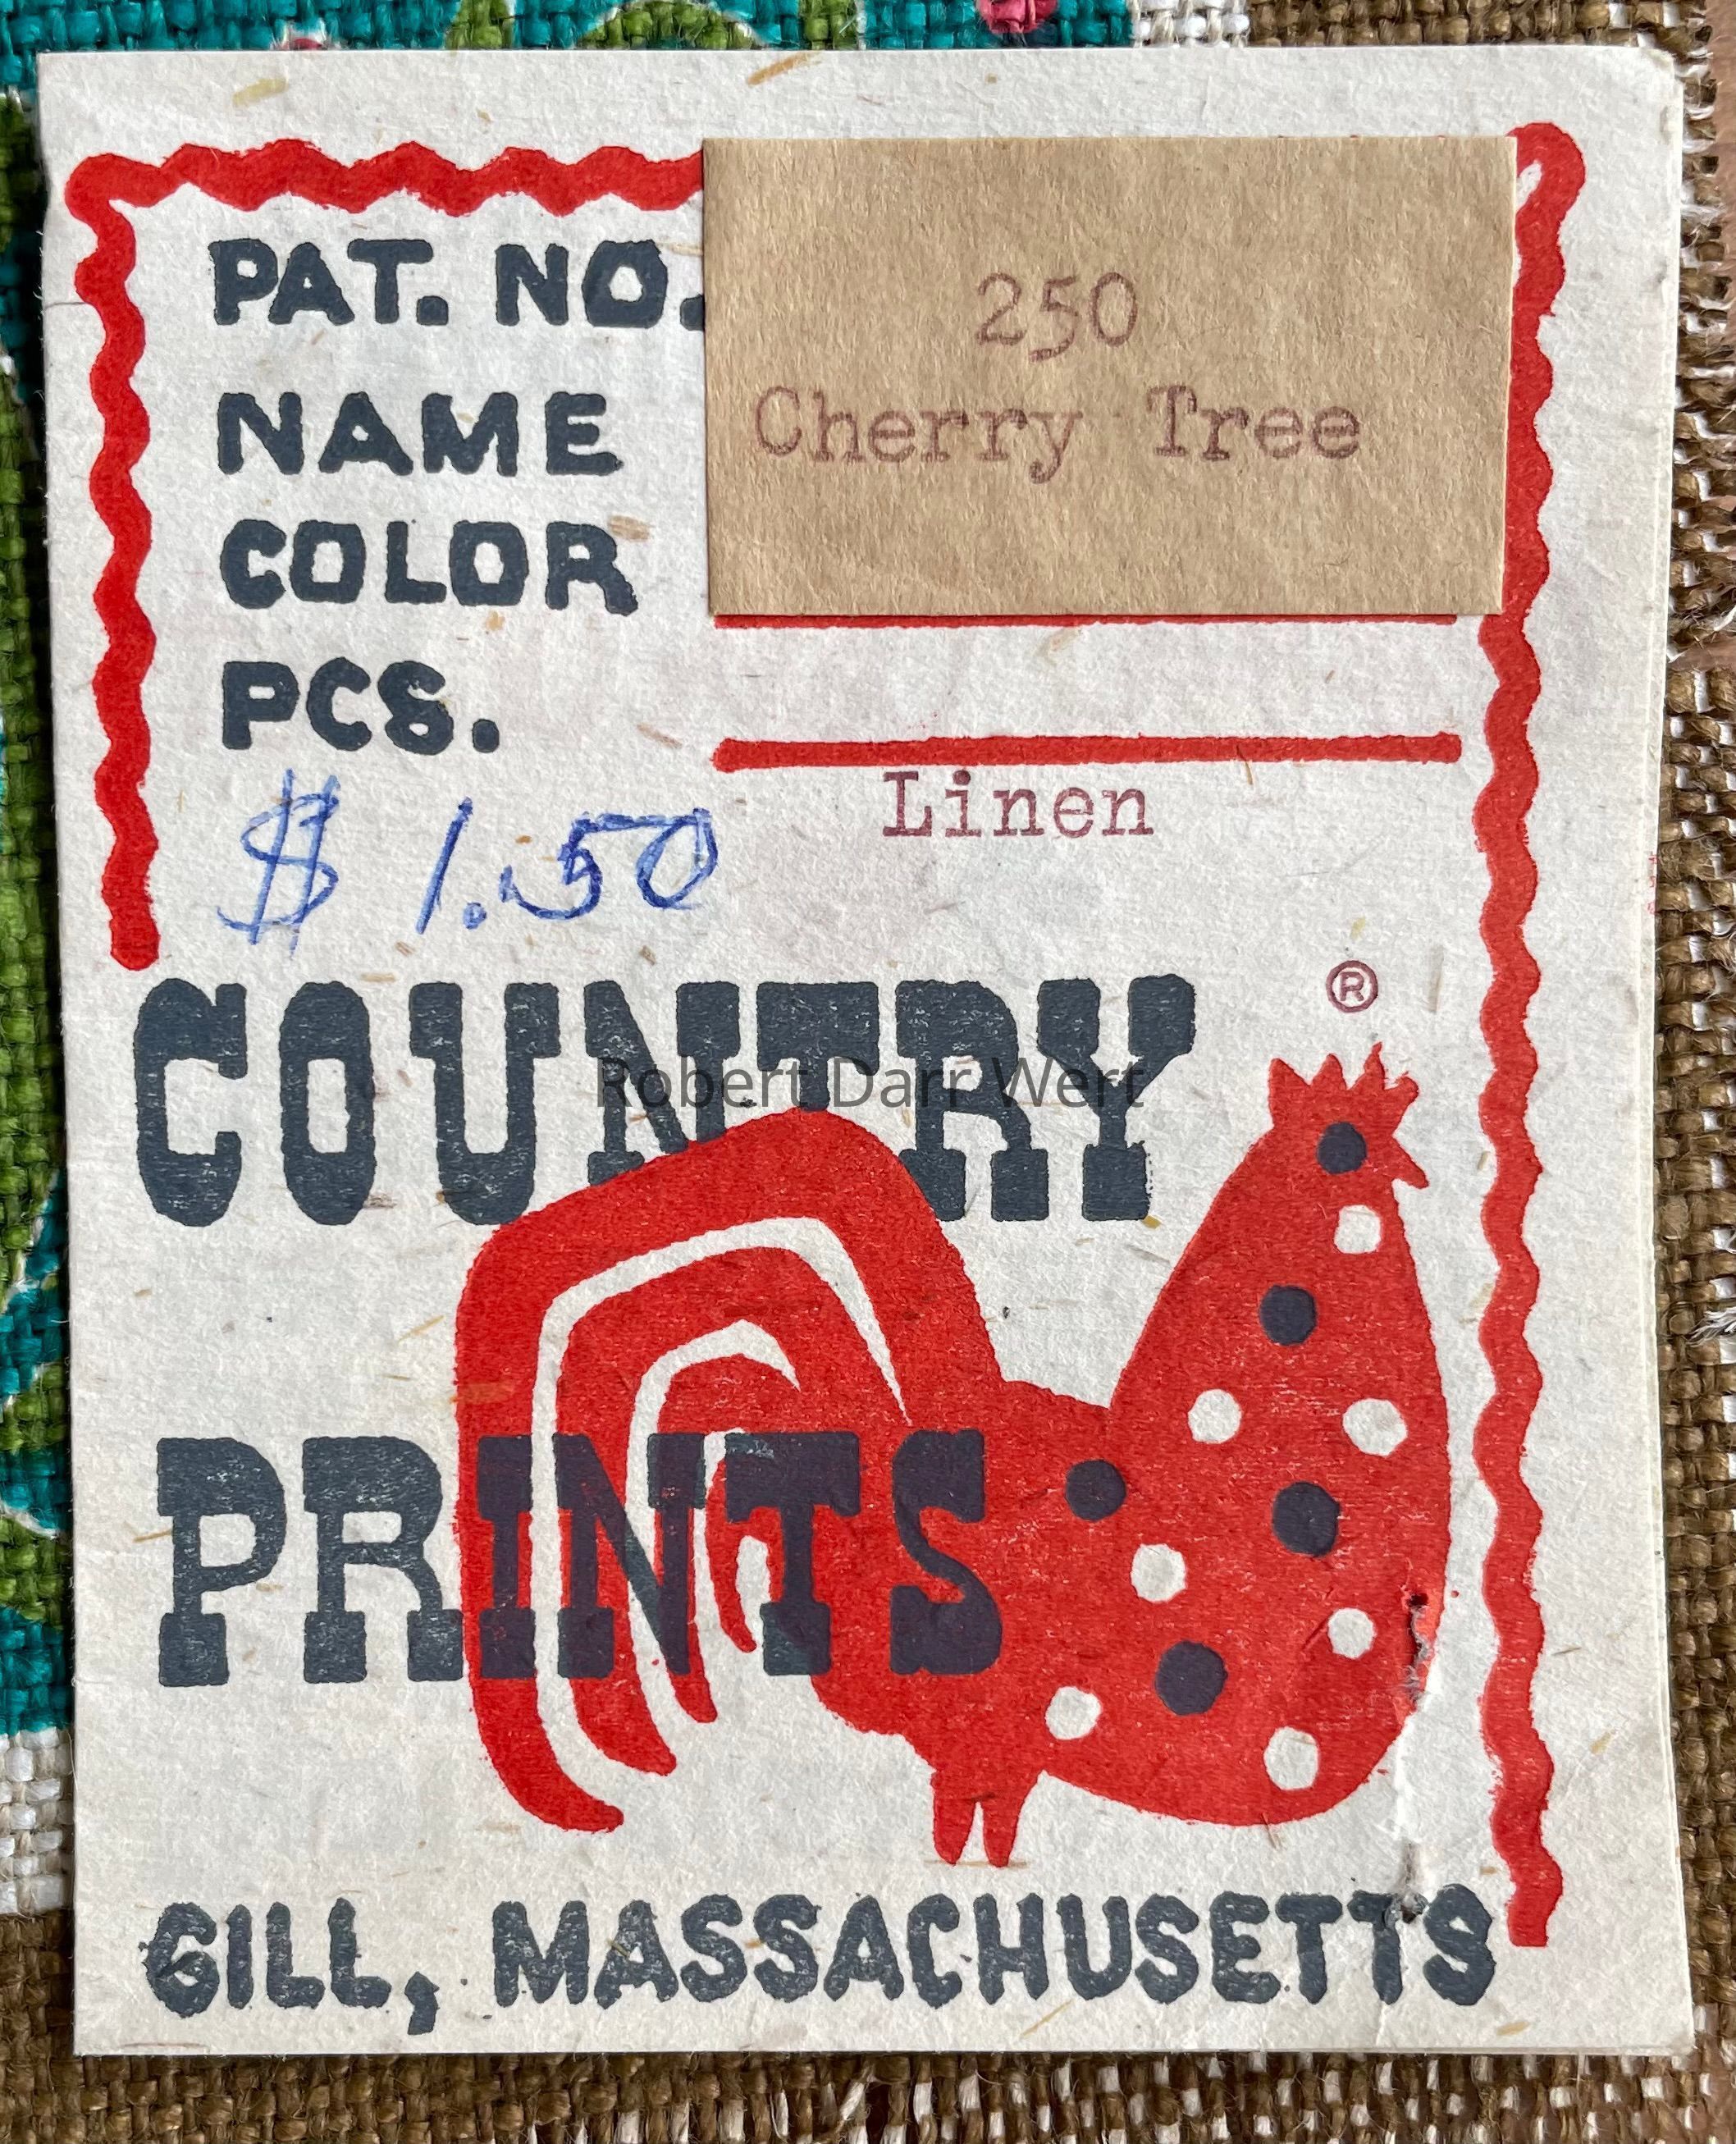 PAT. NO. 250
NAME Cherry Tree
COLOR
PCS.
Linen
$ 1.50
®
COUNTRY
Robert Darr Wert
PRINTS
GILL, MASSACHUSETTS